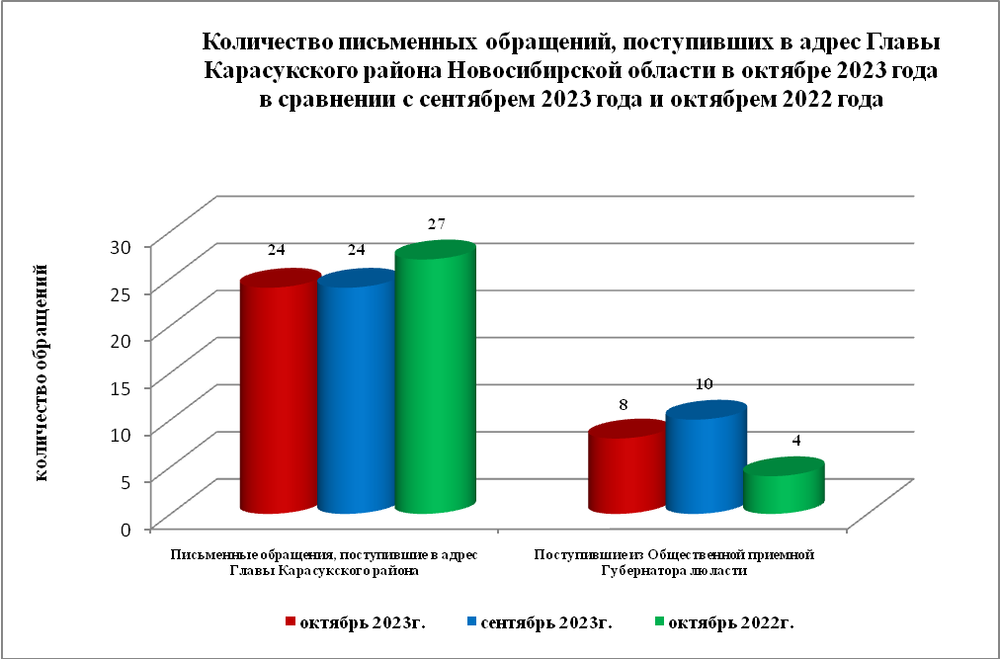 Количество письменных обращений, поступивших в адрес Главы
Карасукского района Новосибирской области в октябре 2023 года
в сравнении с сентябрем 2023 года и октябрем 2022 года
количество обращений
30
25
20
15
10
5
0
24
24
27
8
10
4
Письменные обращения, поступившие в адрес
Главы Карасукского района
Поступившие из Общественной приемной
Губернатора люласти
октябрь 2023г.
сентябрь 2023г.
октябрь 2022г.